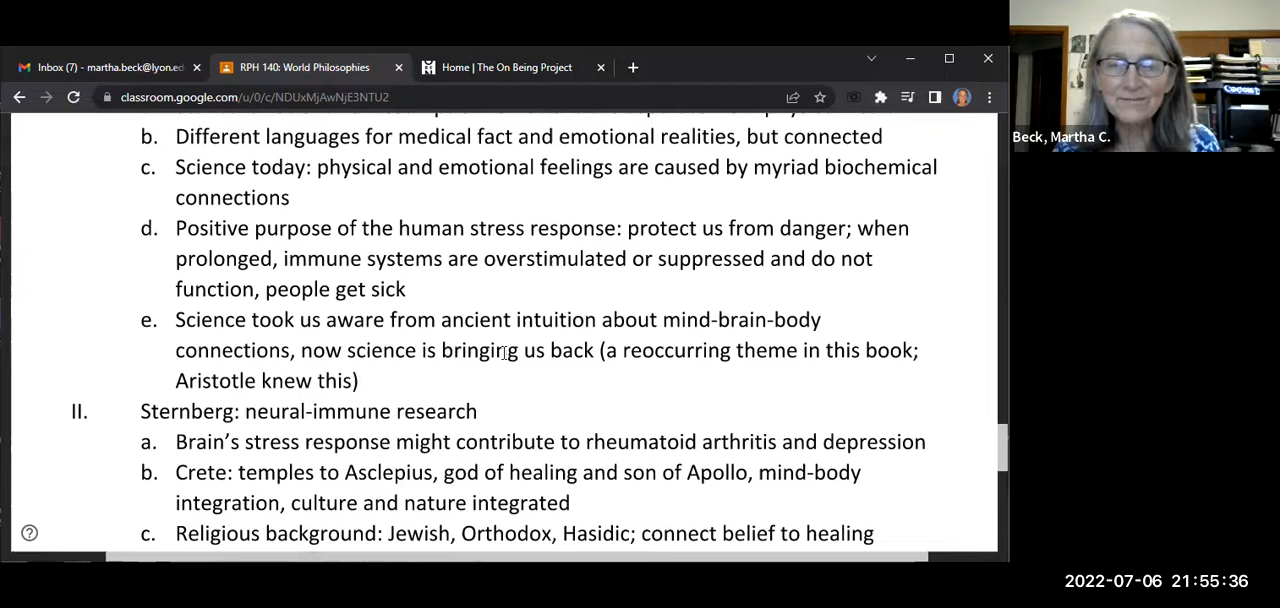 Inbox (7) - martha.beck@lyon.ed
RPH 140: World Philosophies
Home | The On Being Project
classroom.google.com/u/0/c/NDUxMjAwNjE3NTU2
Beck, Martha C.
b. Different languages for medical fact and emotional realities, but connected
c. Science today: physical and emotional feelings are caused by myriad biochemical
connections
d. Positive purpose of the human stress response: protect us from danger; when
prolonged, immune systems are overstimulated or suppressed and do not
function, people get sick
e. Science took us aware from ancient intuition about mind-brain-body
connections, now science is bringing us back (a reoccurring theme in this book;
Aristotle knew this)
II. Sternberg: neural-immune research
a. Brain’s stress response might contribute to rheumatoid arthritis and depression
b. Crete: temples to Asclepius, god of healing and son of Apollo, mind-body
integration, culture and nature integrated
c. Religious background: Jewish, Orthodox, Hasidic; connect belief to healing
2022-07-06 21:55:36